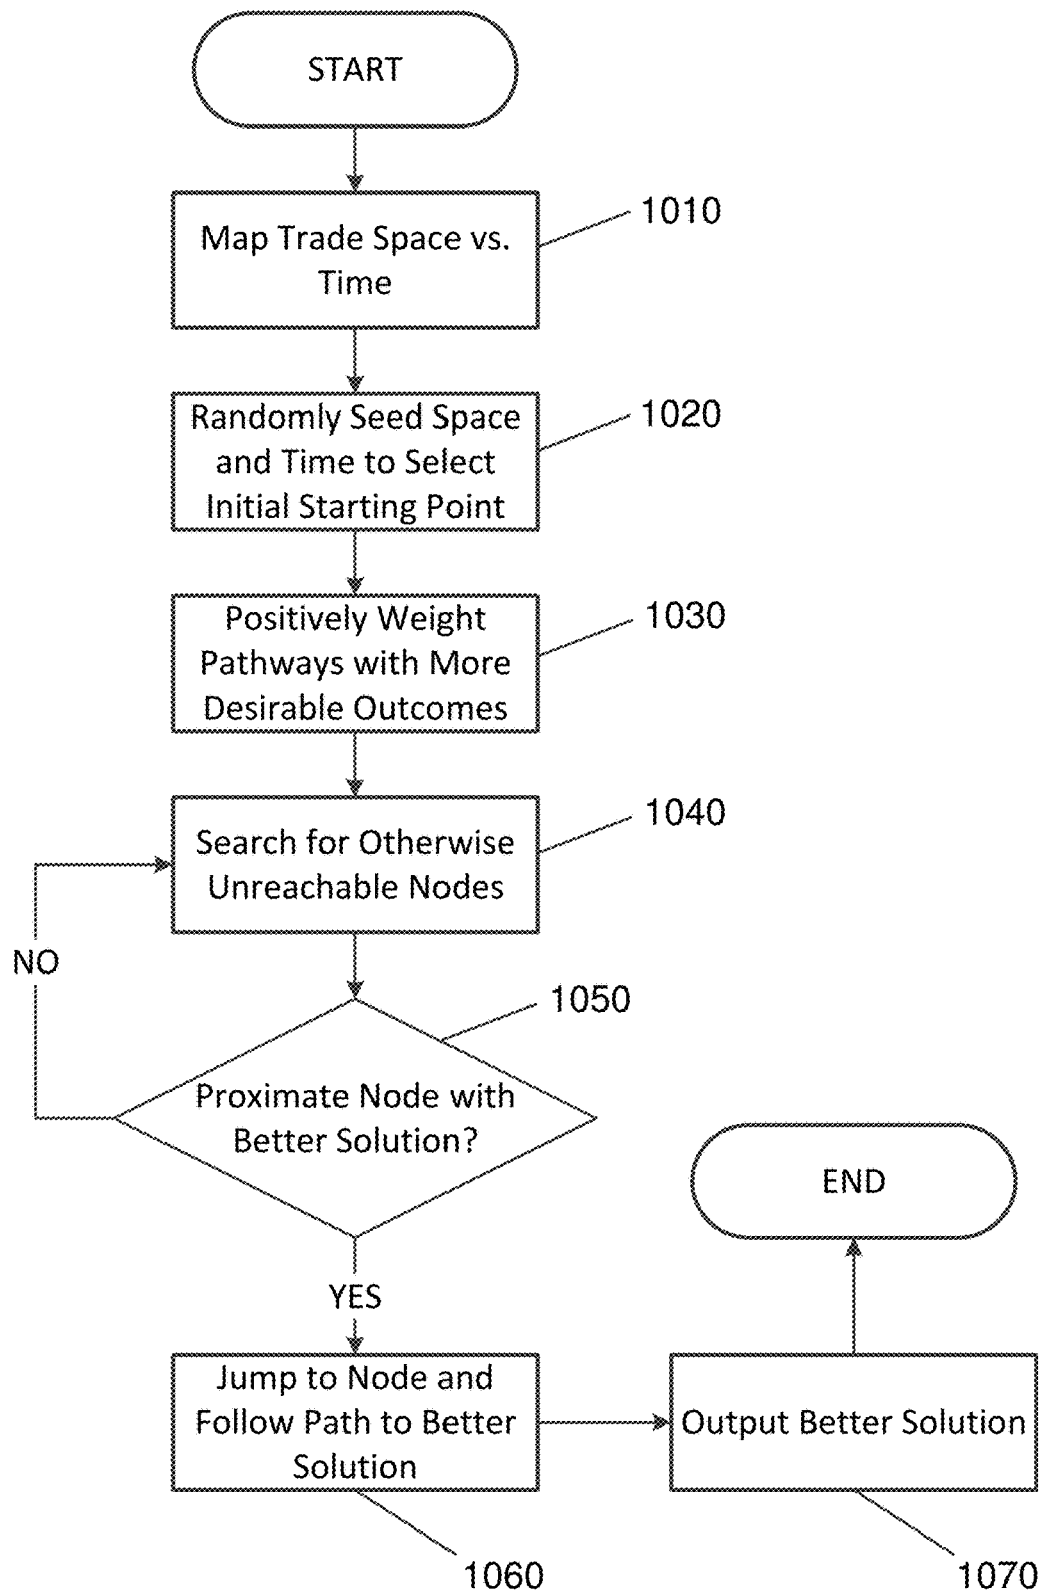 START
1010
Map Trade Space vs.
Time
1020
Randomly Seed Space
and Time to Select
Initial Starting Point
1030
Positively Weight
Pathways with More
Desirable Outcomes
1040
Search for Otherwise
Unreachable Nodes
NO
1050
Proximate Node with
Better Solution?
END
YES
Jump to Node and
Follow Path to Better
Solution
Output Better Solution
1060
1070